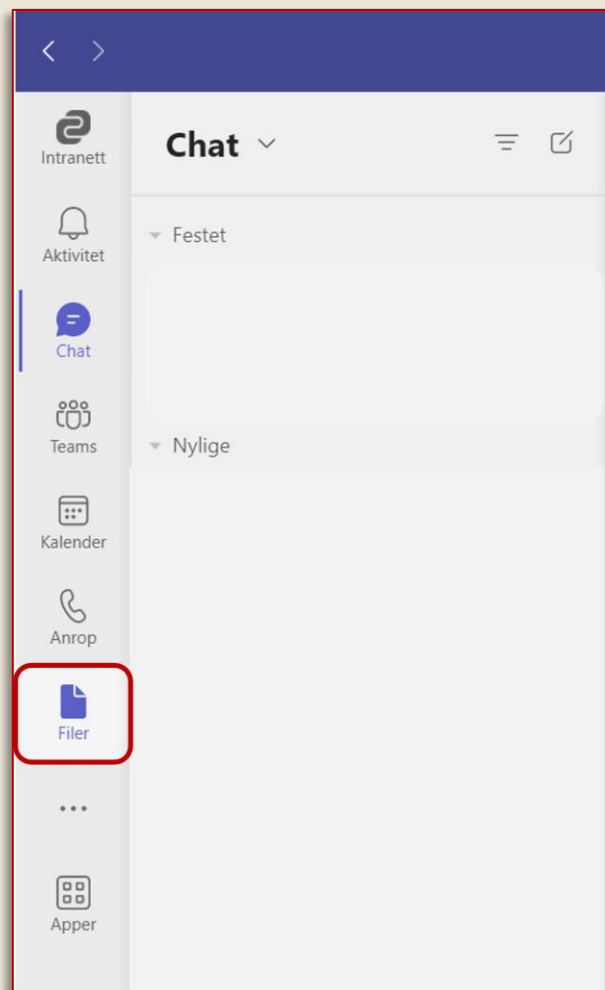 Intranett
Chat
Aktivitet
Festet
Chat
Teams
Nylige
Kalender
Anrop
Filer
Apper